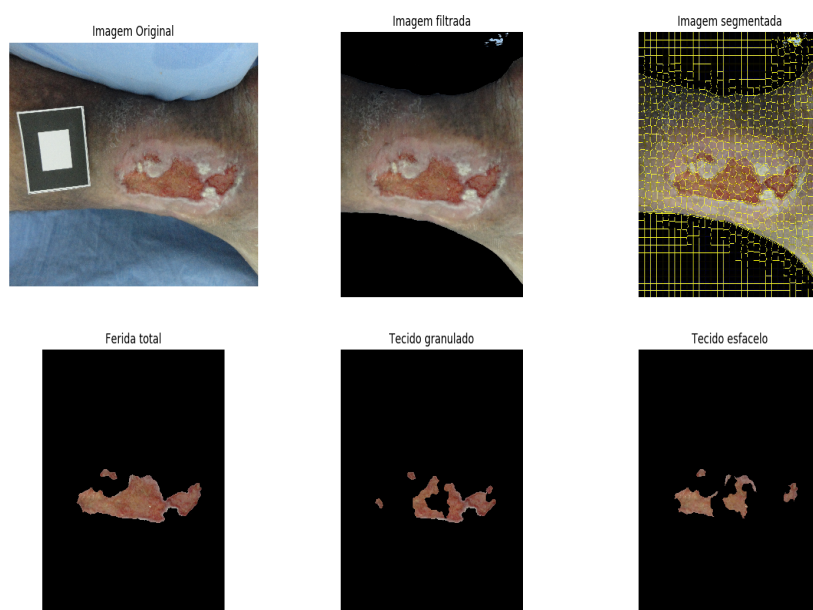 Imagem Original
Imagem filtrada
Imagem segmentada
Ferida total
Tecido granulado
Tecido esfacelo